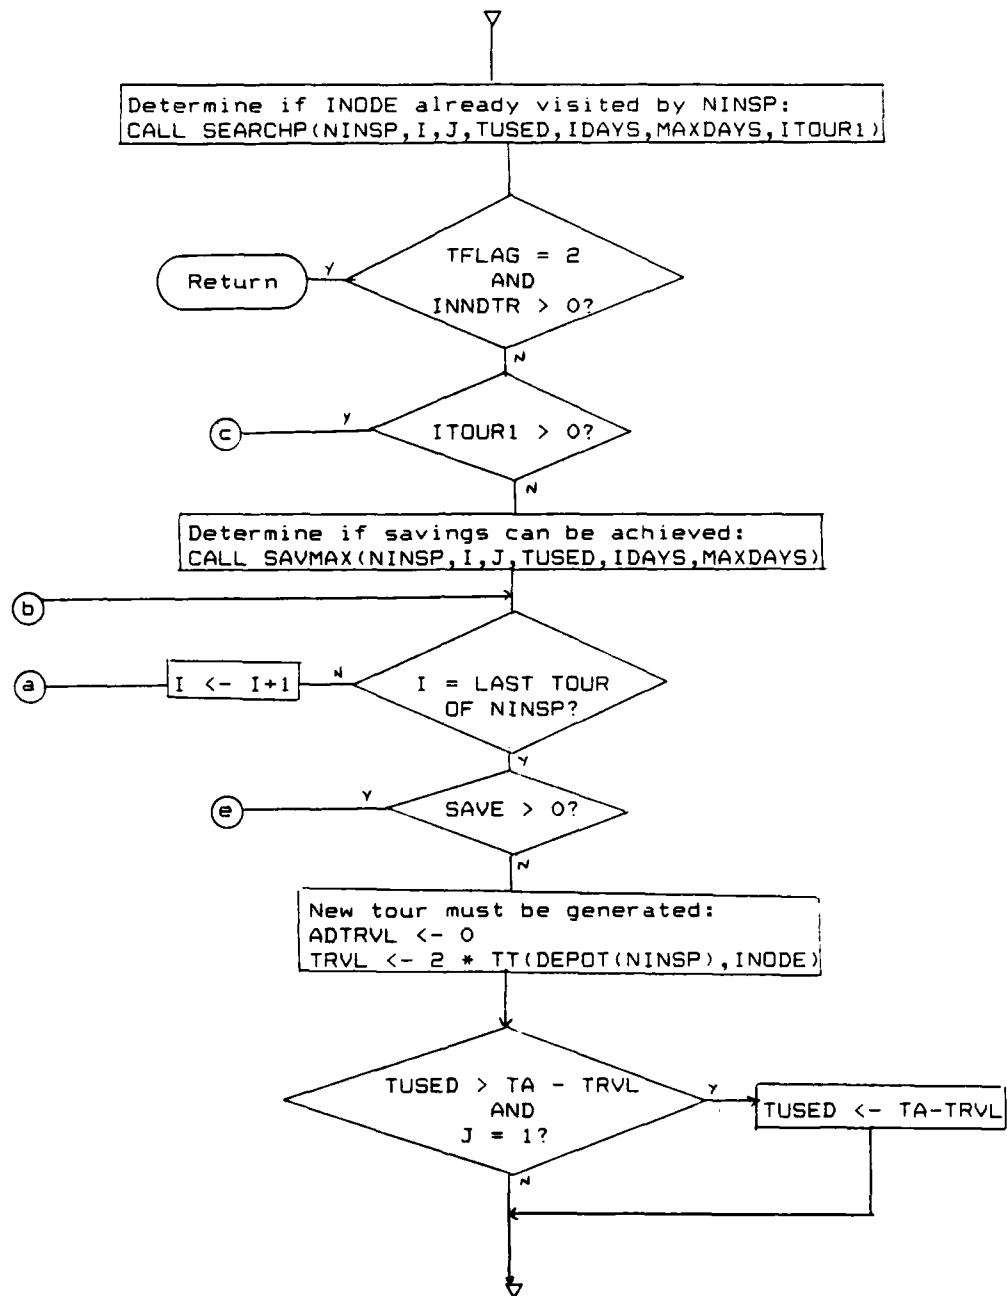 Determine if INODE already visited by NINSP:
CALL SEARCHP(NINSP,I,J,TUSED,IDAYS,MAXDAYS,ITOUR1)
TFLAG = 2
AND
INNDTR > 0?
Y
Return
N
ITOUR1 > 0?
Y
c
N
Determine if savings can be achieved:
CALL SAVMAX(NINSP,I,J,TUSED,IDAYS,MAXDAYS)
b
I = LAST TOUR
OF NINSP?
N
I <- I+1
a
Y
SAVE > 0?
Y
e
N
New tour must be generated:
ADTRVL <- 0
TRVL <- 2 * TT(DEPOT(NINSP),INODE)
TUSED > TA - TRVL
AND
J = 1?
Y
TUSED <- TA-TRVL
N